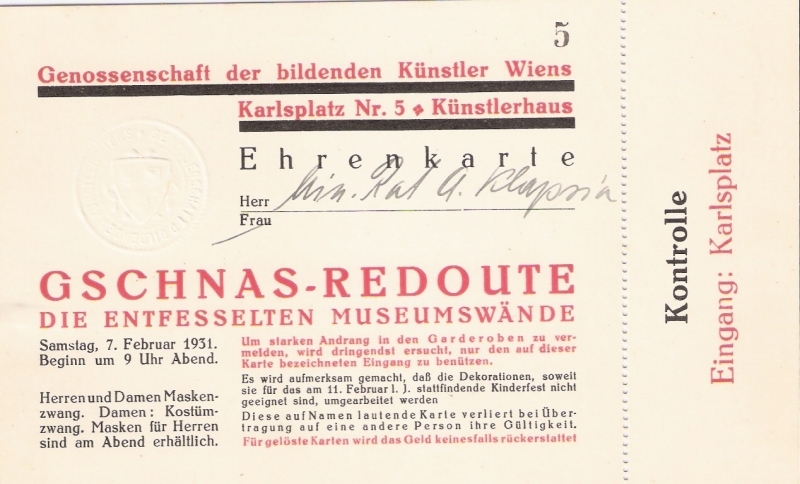 5
Genossenschaft der bildenden Künstler Wiens
Karlsplatz Nr. 5 ⬥ Künstlerhaus
Ehrenkarte
Herr Min. Rat A. Klapsia
Frau
GSCHNAS-REDOUTE
DIE ENTFESSELTEN MUSEUMSWÄNDE
Samstag, 7. Februar 1931.
Beginn um 9 Uhr Abend.
Herren und Damen Masken-
zwang. Damen: Kostüm-
zwang. Masken für Herren
sind am Abend erhältlich.
Um starken Andrang in den Garderoben zu ver-
melden, wird dringendst ersucht, nur den auf dieser
Karte bezeichneten Eingang zu benützen.
Es wird aufmerksam gemacht, daß die Dekorationen, soweit
sie für das am 11. Februar l. J. stattfindende Kinderfest nicht
geeignet sind, umgearbeitet werden
Diese auf Namen lautende Karte verliert bei Über-
tragung auf eine andere Person ihre Gültigkeit.
Für gelöste Karten wird das Geld keinesfalls rückerstattet
Kontrolle
Eingang: Karlsplatz